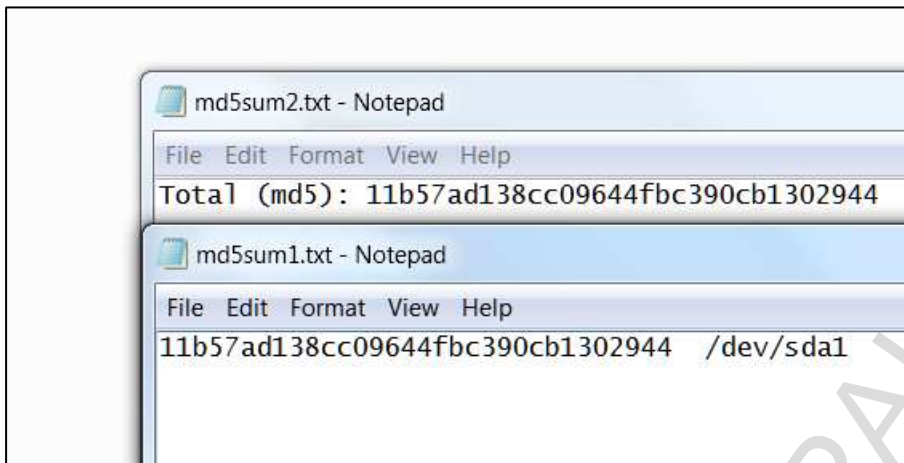 md5sum2.txt - Notepad
File Edit Format View Help
Total (md5): 11b57ad138cc09644fbc390cb1302944
md5sum1.txt - Notepad
File Edit Format View Help
11b57ad138cc09644fbc390cb1302944 /dev/sda1